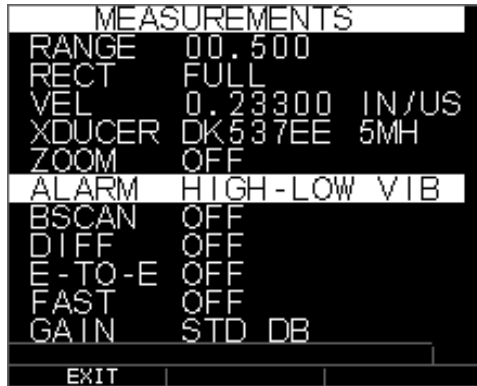 MEASUREMENTS
RANGE 00.500
RECT FULL
VEL 0.23300 IN/US
XDUCER DK537EE 5MH
ZOOM OFF
ALARM HIGH-LOW VIB
BSCAN OFF
DIFF OFF
E-TO-E OFF
FAST OFF
GAIN STD DB
EXIT